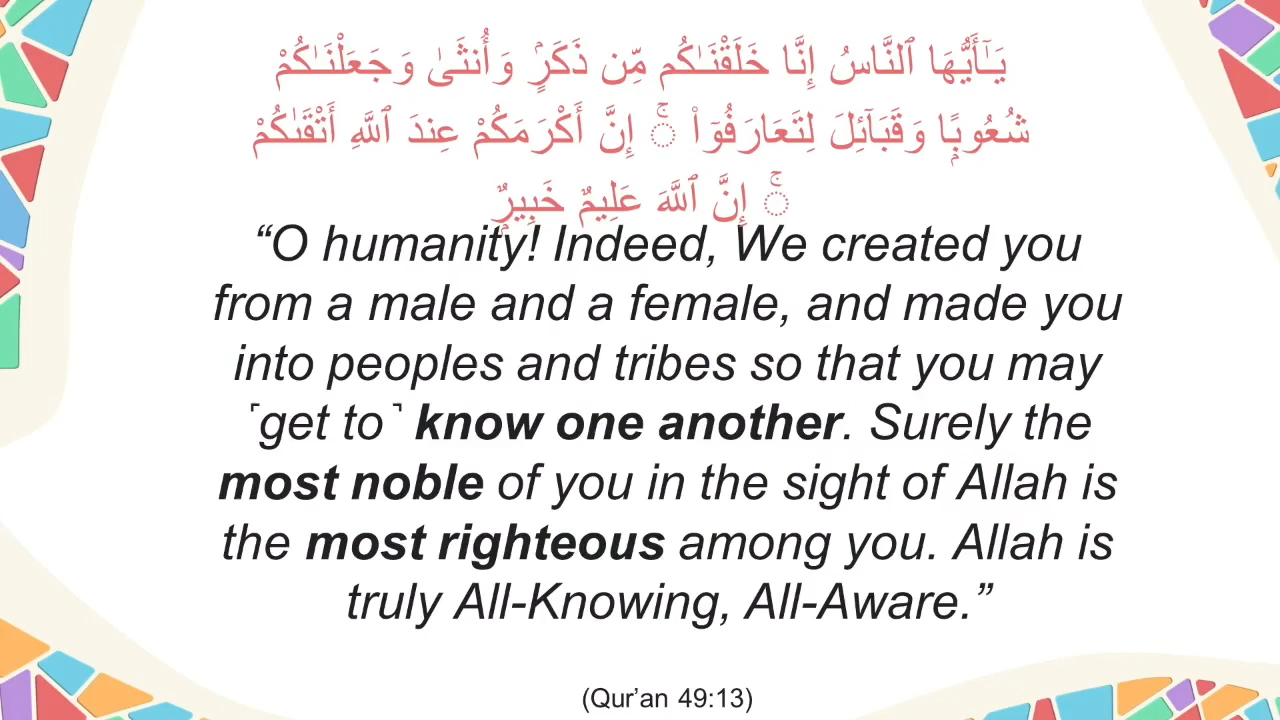 يَـٰٓأَيُّهَا ٱلنَّاسُ إِنَّا خَلَقْنَـٰكُم مِّن ذَكَرٍۢ وَأُنثَىٰ وَجَعَلْنَـٰكُمْ
شُعُوبًۭا وَقَبَآئِلَ لِتَعَارَفُوٓا۟ ۚ إِنَّ أَكْرَمَكُمْ عِندَ ٱللَّهِ أَتْقَىٰكُمْ
ۚ إِنَّ ٱللَّهَ عَلِيمٌ خَبِيرٌۭ
“O humanity! Indeed, We created you
from a male and a female, and made you
into peoples and tribes so that you may
˹get to˺ know one another. Surely the
most noble of you in the sight of Allah is
the most righteous among you. Allah is
truly All-Knowing, All-Aware.”
(Qur’an 49:13)